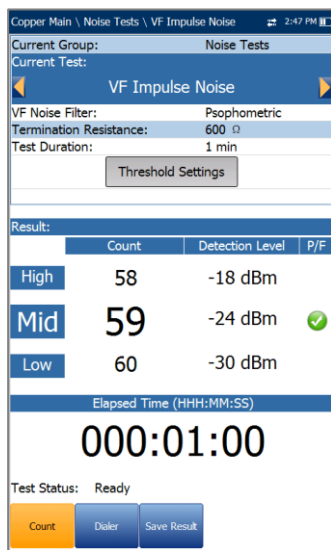 Copper Main \ Noise Tests \ VF Impulse Noise 2:47 PM
Current Group: Noise Tests
Current Test:
VF Impulse Noise
VF Noise Filter: Psophometric
Termination Resistance: 600 Ω
Test Duration: 1 min
Threshold Settings
Result:
Count Detection Level P/F
High 58 -18 dBm
Mid 59 -24 dBm
Low 60 -30 dBm
Elapsed Time (HHH:MM:SS)
000:01:00
Test Status: Ready
Count Dialer Save Result